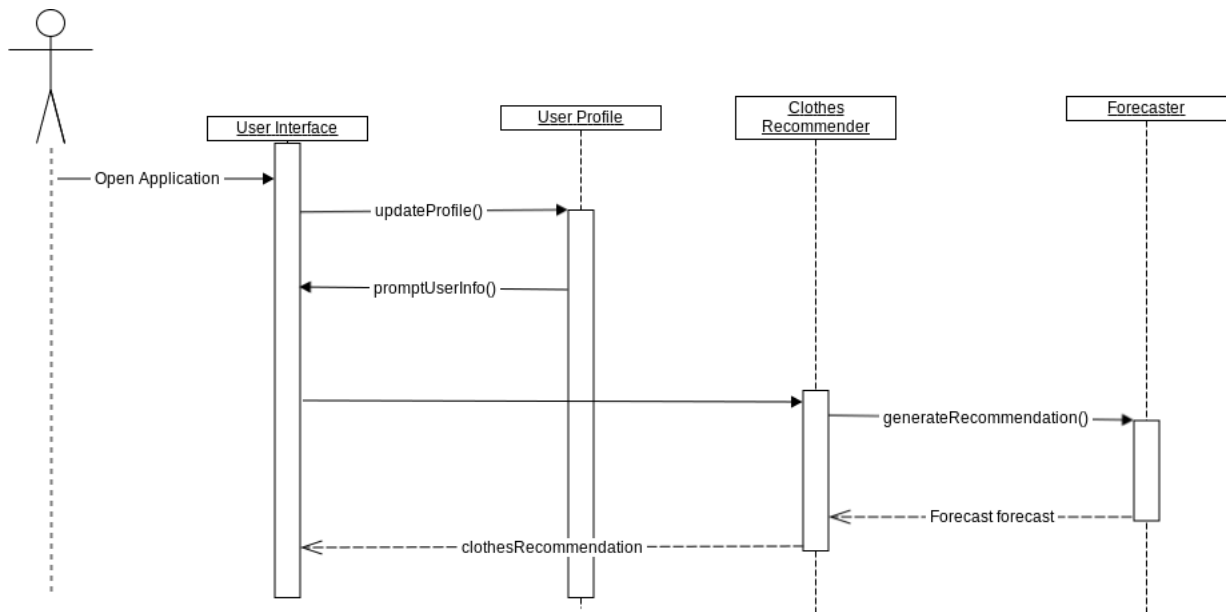 User Interface
User Profile
Clothes
Recommender
Forecaster
Open Application
updateProfile()
promptUserInfo()
generateRecommendation()
Forecast forecast
clothesRecommendation